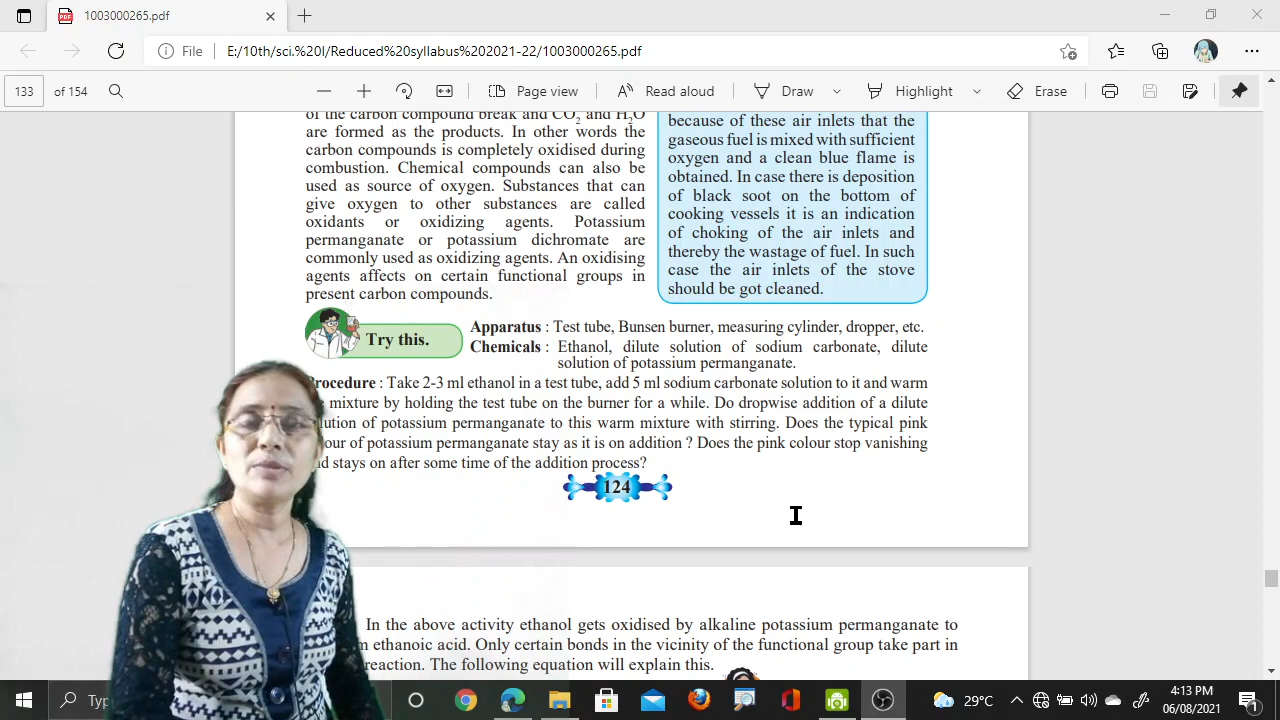 1003000265.pdf
File
E:/10th/sci.%20I/Reduced%20syllabus%202021-22/1003000265.pdf
133
of 154
Page view
Read aloud
Draw
Highlight
Erase
of the carbon compound break and CO2 and H2O
are formed as the products. In other words the
carbon compounds is completely oxidised during
combustion. Chemical compounds can also be
used as source of oxygen. Substances that can
give oxygen to other substances are called
oxidants or oxidizing agents. Potassium
permanganate or potassium dichromate are
commonly used as oxidizing agents. An oxidising
agents affects on certain functional groups in
present carbon compounds.
because of these air inlets that the
gaseous fuel is mixed with sufficient
oxygen and a clean blue flame is
obtained. In case there is deposition
of black soot on the bottom of
cooking vessels it is an indication
of choking of the air inlets and
thereby the wastage of fuel. In such
case the air inlets of the stove
should be got cleaned.
Try this.
Apparatus : Test tube, Bunsen burner, measuring cylinder, dropper, etc.
Chemicals : Ethanol, dilute solution of sodium carbonate, dilute
solution of potassium permanganate.
Procedure : Take 2-3 ml ethanol in a test tube, add 5 ml sodium carbonate solution to it and warm
mixture by holding the test tube on the burner for a while. Do dropwise addition of a dilute
of potassium permanganate to this warm mixture with stirring. Does the typical pink
of potassium permanganate stay as it is on addition ? Does the pink colour stop vanishing
stays on after some time of the addition process?
124
In the above activity ethanol gets oxidised by alkaline potassium permanganate to
ethanoic acid. Only certain bonds in the vicinity of the functional group take part in
reaction. The following equation will explain this.
Typ
29°C
4:13 PM
06/08/2021
1